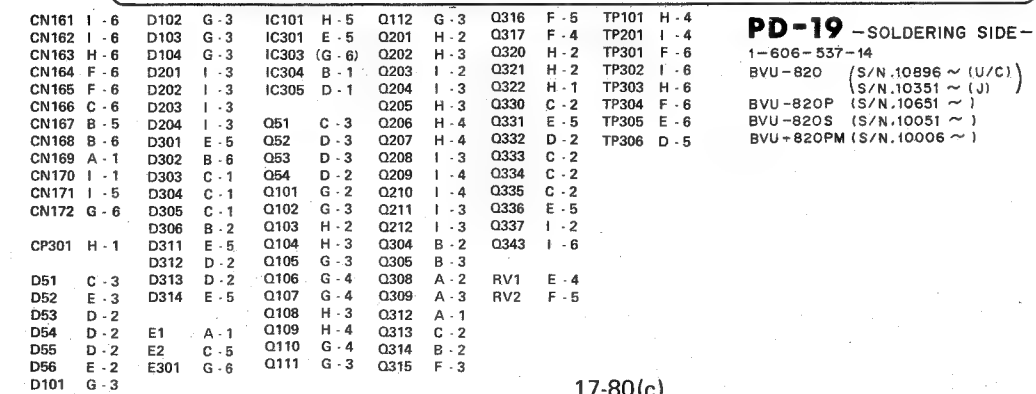 CN161 I - 6
CN162 I - 6
CN163 H - 6
CN164 F - 6
CN165 F - 6
CN166 C - 6
CN167 B - 5
CN168 B - 6
CN169 A - 1
CN170 I - 1
CN171 I - 5
CN172 G - 6
CP301 H - 1
D51 C - 3
D52 E - 3
D53 D - 2
D54 D - 2
D55 D - 2
D56 E - 2
D101 G - 3
D102 G - 3
D103 G - 3
D104 G - 3
D201 I - 3
D202 I - 3
D203 I - 3
D204 I - 3
D301 E - 5
D302 B - 6
D303 C - 1
D304 C - 1
D305 C - 1
D306 B - 2
D311 E - 5
D312 D - 2
D313 D - 2
D314 E - 5
E1 A - 1
E2 C - 5
E301 G - 6
IC101 H - 5
IC301 E - 5
IC303 (G - 6)
IC304 B - 1
IC305 D - 1
Q51 C - 3
Q52 D - 3
Q53 D - 3
Q54 D - 2
Q101 G - 2
Q102 G - 3
Q103 H - 2
Q104 H - 3
Q105 G - 3
Q106 G - 4
Q107 G - 4
Q108 H - 3
Q109 H - 4
Q110 G - 4
Q111 G - 3
Q112 G - 3
Q201 H - 2
Q202 H - 3
Q203 I - 2
Q204 I - 3
Q205 H - 3
Q206 H - 4
Q207 H - 4
Q208 I - 3
Q209 I - 4
Q210 I - 4
Q211 I - 3
Q212 I - 3
Q304 B - 2
Q305 B - 3
Q308 A - 2
Q309 A - 3
Q312 A - 1
Q313 C - 2
Q314 B - 2
Q315 F - 3
Q316 F - 5
Q317 F - 4
Q320 H - 2
Q321 H - 2
Q322 H - 1
Q330 C - 2
Q331 E - 5
Q332 D - 2
Q333 C - 2
Q334 C - 2
Q335 C - 2
Q336 E - 5
Q337 I - 2
Q343 I - 6
RV1 E - 4
RV2 F - 5
TP101 H - 4
TP201 I - 4
TP301 F - 6
TP302 I - 6
TP303 H - 6
TP304 F - 6
TP305 E - 6
TP306 D - 5
PD-19 -SOLDERING SIDE-
1-606-537-14
BVU-820 (S/N.10896 ~ (U/C)
S/N.10351 ~ (J))
BVU-820P (S/N.10651 ~ )
BVU-820S (S/N.10051 ~ )
BVU-820PM (S/N.10006 ~ )
17-80(c)